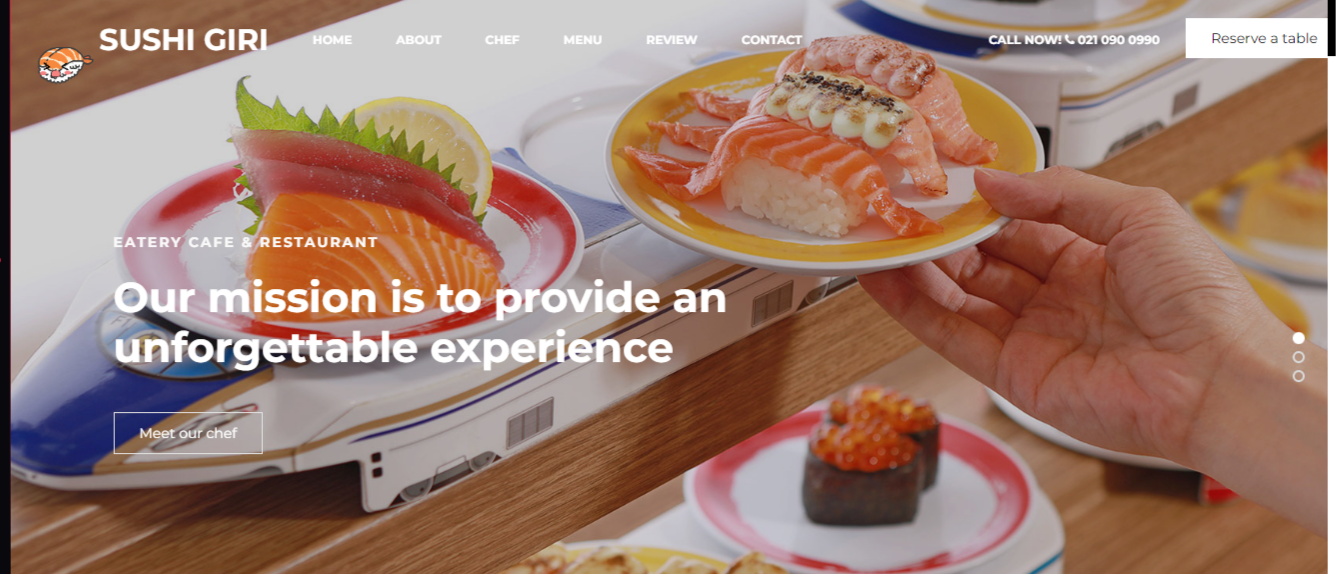 SUSHI GIRI
HOME ABOUT CHEF MENU REVIEW CONTACT
CALL NOW! 021 090 0990
Reserve a table
EATERY CAFE & RESTAURANT
Our mission is to provide an
unforgettable experience
Meet our chef